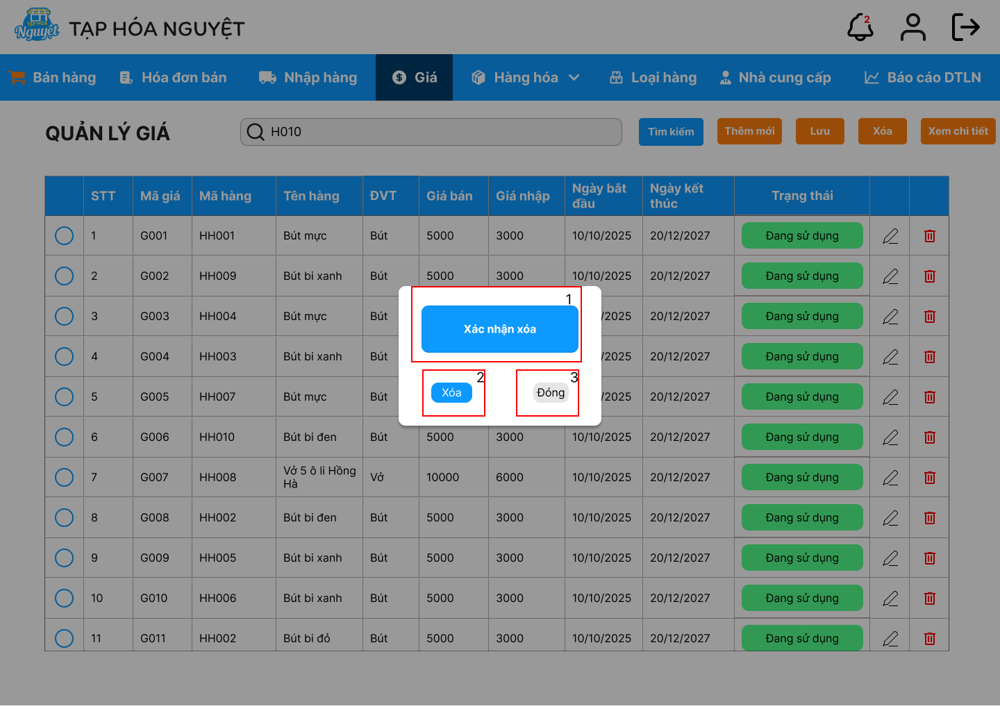 TẠP HÓA
Nguyệt
TẠP HÓA NGUYỆT
2
Bán hàng Hóa đơn bán Nhập hàng Giá Hàng hóa Loại hàng Nhà cung cấp Báo cáo DTLN
QUẢN LÝ GIÁ H010 Tìm kiếm Thêm mới Lưu Xóa Xem chi tiết
STT Mã giá Mã hàng Tên hàng ĐVT Giá bán Giá nhập Ngày bắt đầu Ngày kết thúc Trạng thái
1 G001 HH001 Bút mực Bút 5000 3000 10/10/2025 20/12/2027 Đang sử dụng
2 G002 HH009 Bút bi xanh Bút 5000 3000 10/10/2025 20/12/2027 Đang sử dụng
3 G003 HH004 Bút mực Bút /2025 20/12/2027 Đang sử dụng
4 G004 HH003 Bút bi xanh Bút /2025 20/12/2027 Đang sử dụng
5 G005 HH007 Bút mực Bút /2025 20/12/2027 Đang sử dụng
6 G006 HH010 Bút bi đen Bút 5000 3000 10/10/2025 20/12/2027 Đang sử dụng
7 G007 HH008 Vở 5 ô li Hồng Hà Vở 10000 6000 10/10/2025 20/12/2027 Đang sử dụng
8 G008 HH002 Bút bi đen Bút 5000 3000 10/10/2025 20/12/2027 Đang sử dụng
9 G009 HH005 Bút bi xanh Bút 5000 3000 10/10/2025 20/12/2027 Đang sử dụng
10 G010 HH006 Bút bi xanh Bút 5000 3000 10/10/2025 20/12/2027 Đang sử dụng
11 G011 HH002 Bút bi đỏ Bút 5000 3000 10/10/2025 20/12/2027 Đang sử dụng
1
Xác nhận xóa
2 3
Xóa Đóng